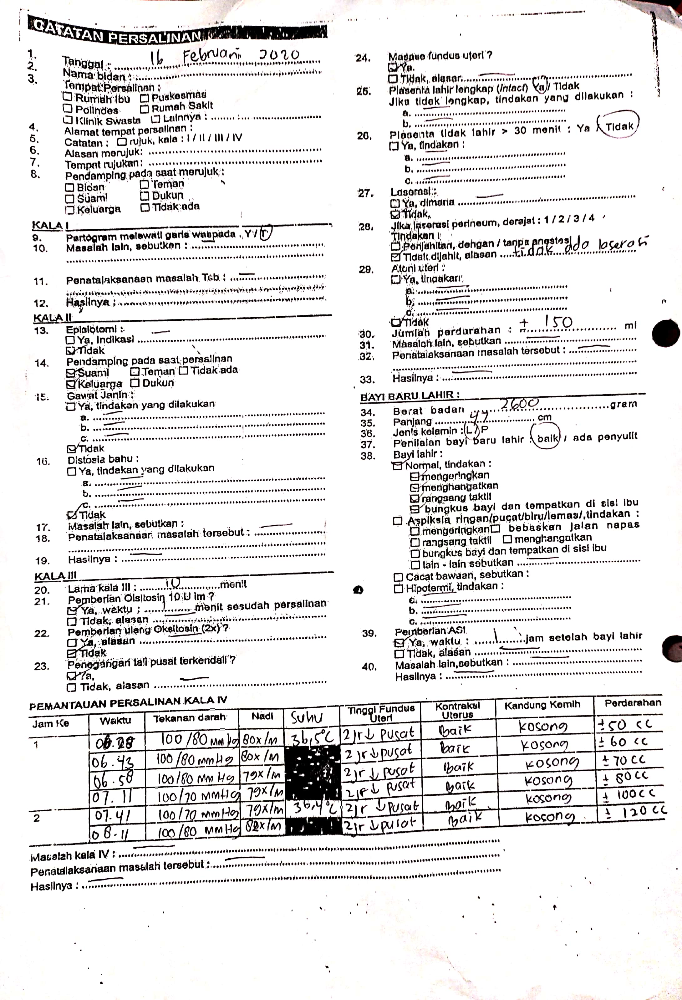 CATATAN PERSALINAN
1. Tanggal : 16 Februari 2020
2. Nama bidan :
3. Tempat Persalinan :
☐ Rumah Ibu ☐ Puskesmas
☐ Polindes ☐ Rumah Sakit
☐ Klinik Swasta ☐ Lainnya :
4. Alamat tempat persalinan :
5. Catatan : ☐ rujuk, kala : I / II / III / IV
6. Alasan merujuk:
7. Tempat rujukan:
8. Pendamping pada saat merujuk :
☐ Bidan ☐ Teman
☐ Suami ☐ Dukun
☐ Keluarga ☐ Tidak ada
KALA I
9. Partogram melewati garis waspada . Y / T
10. Masalah lain, sebutkan :
11. Penatalaksanaan masalah Tsb :
12. Hasilnya :
KALA II
13. Episiotomi :
☐ Ya, Indikasi
☑ Tidak
14. Pendamping pada saat persalinan
☑ Suami ☐ Teman ☐ Tidak ada
☑ Keluarga ☐ Dukun
15. Gawat Janin :
☐ Ya, tindakan yang dilakukan
a.
b.
c.
☑ Tidak
16. Distosia bahu :
☐ Ya, tindakan yang dilakukan
a.
b.
c.
☑ Tidak
17. Masalah lain, sebutkan :
18. Penatalaksanaan masalah tersebut :
19. Hasilnya :
KALA III
20. Lama kala III : 10 menit
21. Pemberian Oisitosin 10 U im ?
☑ Ya, waktu : 1 menit sesudah persalinan
☐ Tidak, alasan
22. Pemberian ulang Oksitosin (2x) ?
☐ Ya, alasan
☑ Tidak
23. Penegangan tali pusat terkendali ?
☑ Ya,
☐ Tidak, alasan
24. Masase fundus uteri ?
☑ Ya.
☐ Tidak, alasan
25. Plasenta lahir lengkap (Intact) Ya / Tidak
Jika tidak lengkap, tindakan yang dilakukan :
a.
b.
26. Plasenta tidak lahir > 30 menit : Ya / Tidak
☐ Ya, tindakan :
a.
b.
c.
27. Laserasi :
☐ Ya, dimana
☑ Tidak,
28. Jika laserasi perineum, derajat : 1 / 2 / 3 / 4
Tindakan :
☐ Penjahitan, dengan / tanpa anestesi
☑ Tidak dijahit, alasan tidak ada laserasi
29. Atoni uteri :
☐ Ya, tindakan
a.
b.
c.
☑ Tidak
30. Jumlah perdarahan : ± 150 ml
31. Masalah lain, sebutkan
32. Penatalaksanaan masalah tersebut :
33. Hasilnya :
BAYI BARU LAHIR :
34. Berat badan 2600 gram
35. Panjang 47 cm
36. Jenis kelamin : L / P
37. Penilaian bayi baru lahir : baik / ada penyulit
38. Bayi lahir :
☑ Normal, tindakan :
☑ mengeringkan
☑ menghangatkan
☑ rangsang taktil
☑ bungkus bayi dan tempatkan di sisi ibu
☐ Aspiksia ringan/pucat/biru/lemas/,tindakan :
☐ mengeringkan ☐ bebaskan jalan napas
☐ rangsang taktil ☐ menghangatkan
☐ bungkus bayi dan tempatkan di sisi ibu
☐ lain - lain sebutkan
☐ Cacat bawaan, sebutkan :
☐ Hipotermi, tindakan :
a.
b.
c.
39. Pemberian ASI
☑ Ya, waktu : 1 jam setelah bayi lahir
☐ Tidak, alasan
40. Masalah lain,sebutkan :
Hasilnya :
PEMANTAUAN PERSALINAN KALA IV
Jam Ke Waktu Tekanan darah Nadi Suhu Tinggi Fundus Uteri Kontraksi Uterus Kandung Kemih Perdarahan
1 06.28 100/80 mmHg 80x/m 36,5°C 2jr↓ pusat Baik kosong ±50 cc
06.43 100/80 mmHg 80x/m 2jr↓pusat baik kosong ± 60 cc
06.58 100/80 mmHg 79x/m 2jr ↓ pusat baik kosong ± 70 cc
07.11 100/70 mmHg 79x/m 2jr↓ pusat Baik kosong ± 80cc
2 07.41 100/70 mmHg 79x/m 36,4°C 2jr ↓pusat Baik kosong ± 100cc
08.11 100/80 mmHg 82x/m 2jr↓pusat Baik kosong ± 120 cc
Masalah kala IV :
Penatalaksanaan masalah tersebut :
Hasilnya :